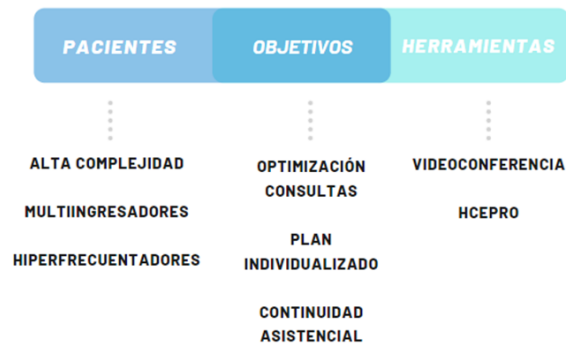 PACIENTES
ALTA COMPLEJIDAD
MULTIINGRESADORES
HIPERFRECUENTADORES
OBJETIVOS
OPTIMIZACIÓN
CONSULTAS
PLAN
INDIVIDUALIZADO
CONTINUIDAD
ASISTENCIAL
HERRAMIENTAS
VIDEOCONFERENCIA
HCEPRO